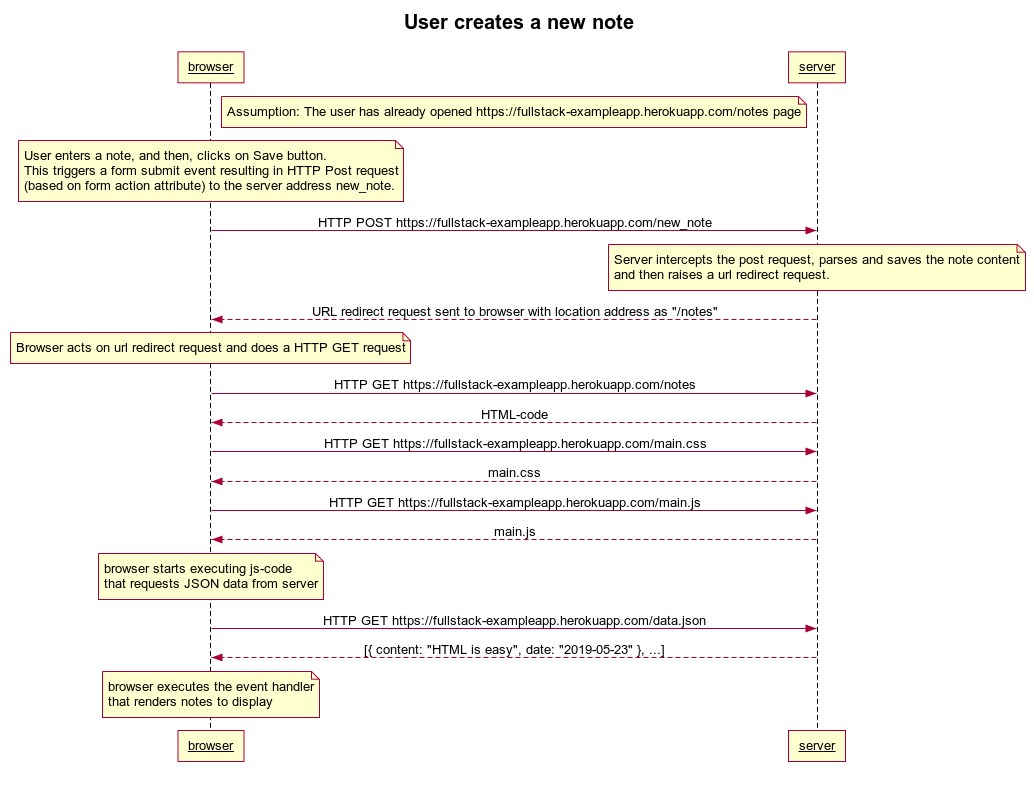 User creates a new note
browser
server
Assumption: The user has already opened https://fullstack-exampleapp.herokuapp.com/notes page
User enters a note, and then, clicks on Save button.
This triggers a form submit event resulting in HTTP Post request
(based on form action attribute) to the server address new_note.
HTTP POST https://fullstack-exampleapp.herokuapp.com/new_note
Server intercepts the post request, parses and saves the note content
and then raises a url redirect request.
URL redirect request sent to browser with location address as "/notes"
Browser acts on url redirect request and does a HTTP GET request
HTTP GET https://fullstack-exampleapp.herokuapp.com/notes
HTML-code
HTTP GET https://fullstack-exampleapp.herokuapp.com/main.css
main.css
HTTP GET https://fullstack-exampleapp.herokuapp.com/main.js
main.js
browser starts executing js-code
that requests JSON data from server
HTTP GET https://fullstack-exampleapp.herokuapp.com/data.json
[{ content: "HTML is easy", date: "2019-05-23" }, ...]
browser executes the event handler
that renders notes to display
browser
server